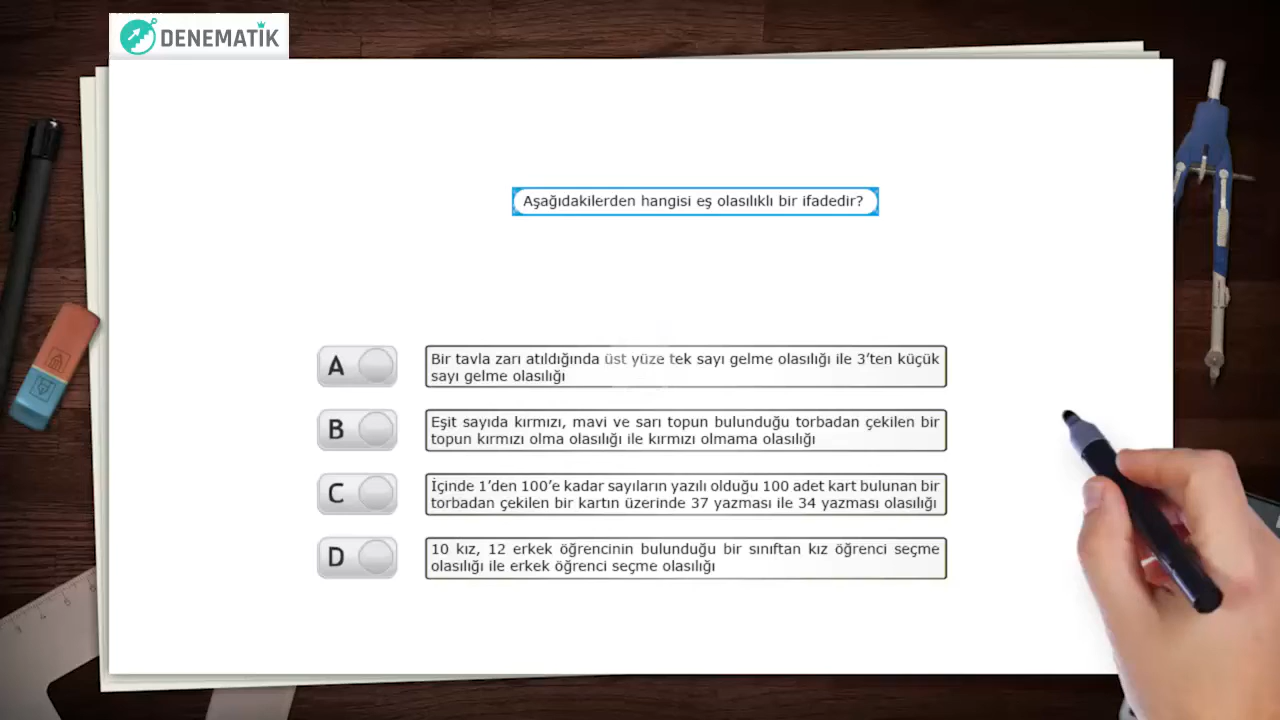 DENEMATİK
Aşağıdakilerden hangisi eş olasılıklı bir ifadedir?
A
Bir tavla zarı atıldığında üst yüze tek sayı gelme olasılığı ile 3’ten küçük
sayı gelme olasılığı
B
Eşit sayıda kırmızı, mavi ve sarı topun bulunduğu torbadan çekilen bir
topun kırmızı olma olasılığı ile kırmızı olmama olasılığı
C
İçinde 1’den 100’e kadar sayıların yazılı olduğu 100 adet kart bulunan bir
torbadan çekilen bir kartın üzerinde 37 yazması ile 34 yazması olasılığı
D
10 kız, 12 erkek öğrencinin bulunduğu bir sınıftan kız öğrenci seçme
olasılığı ile erkek öğrenci seçme olasılığı